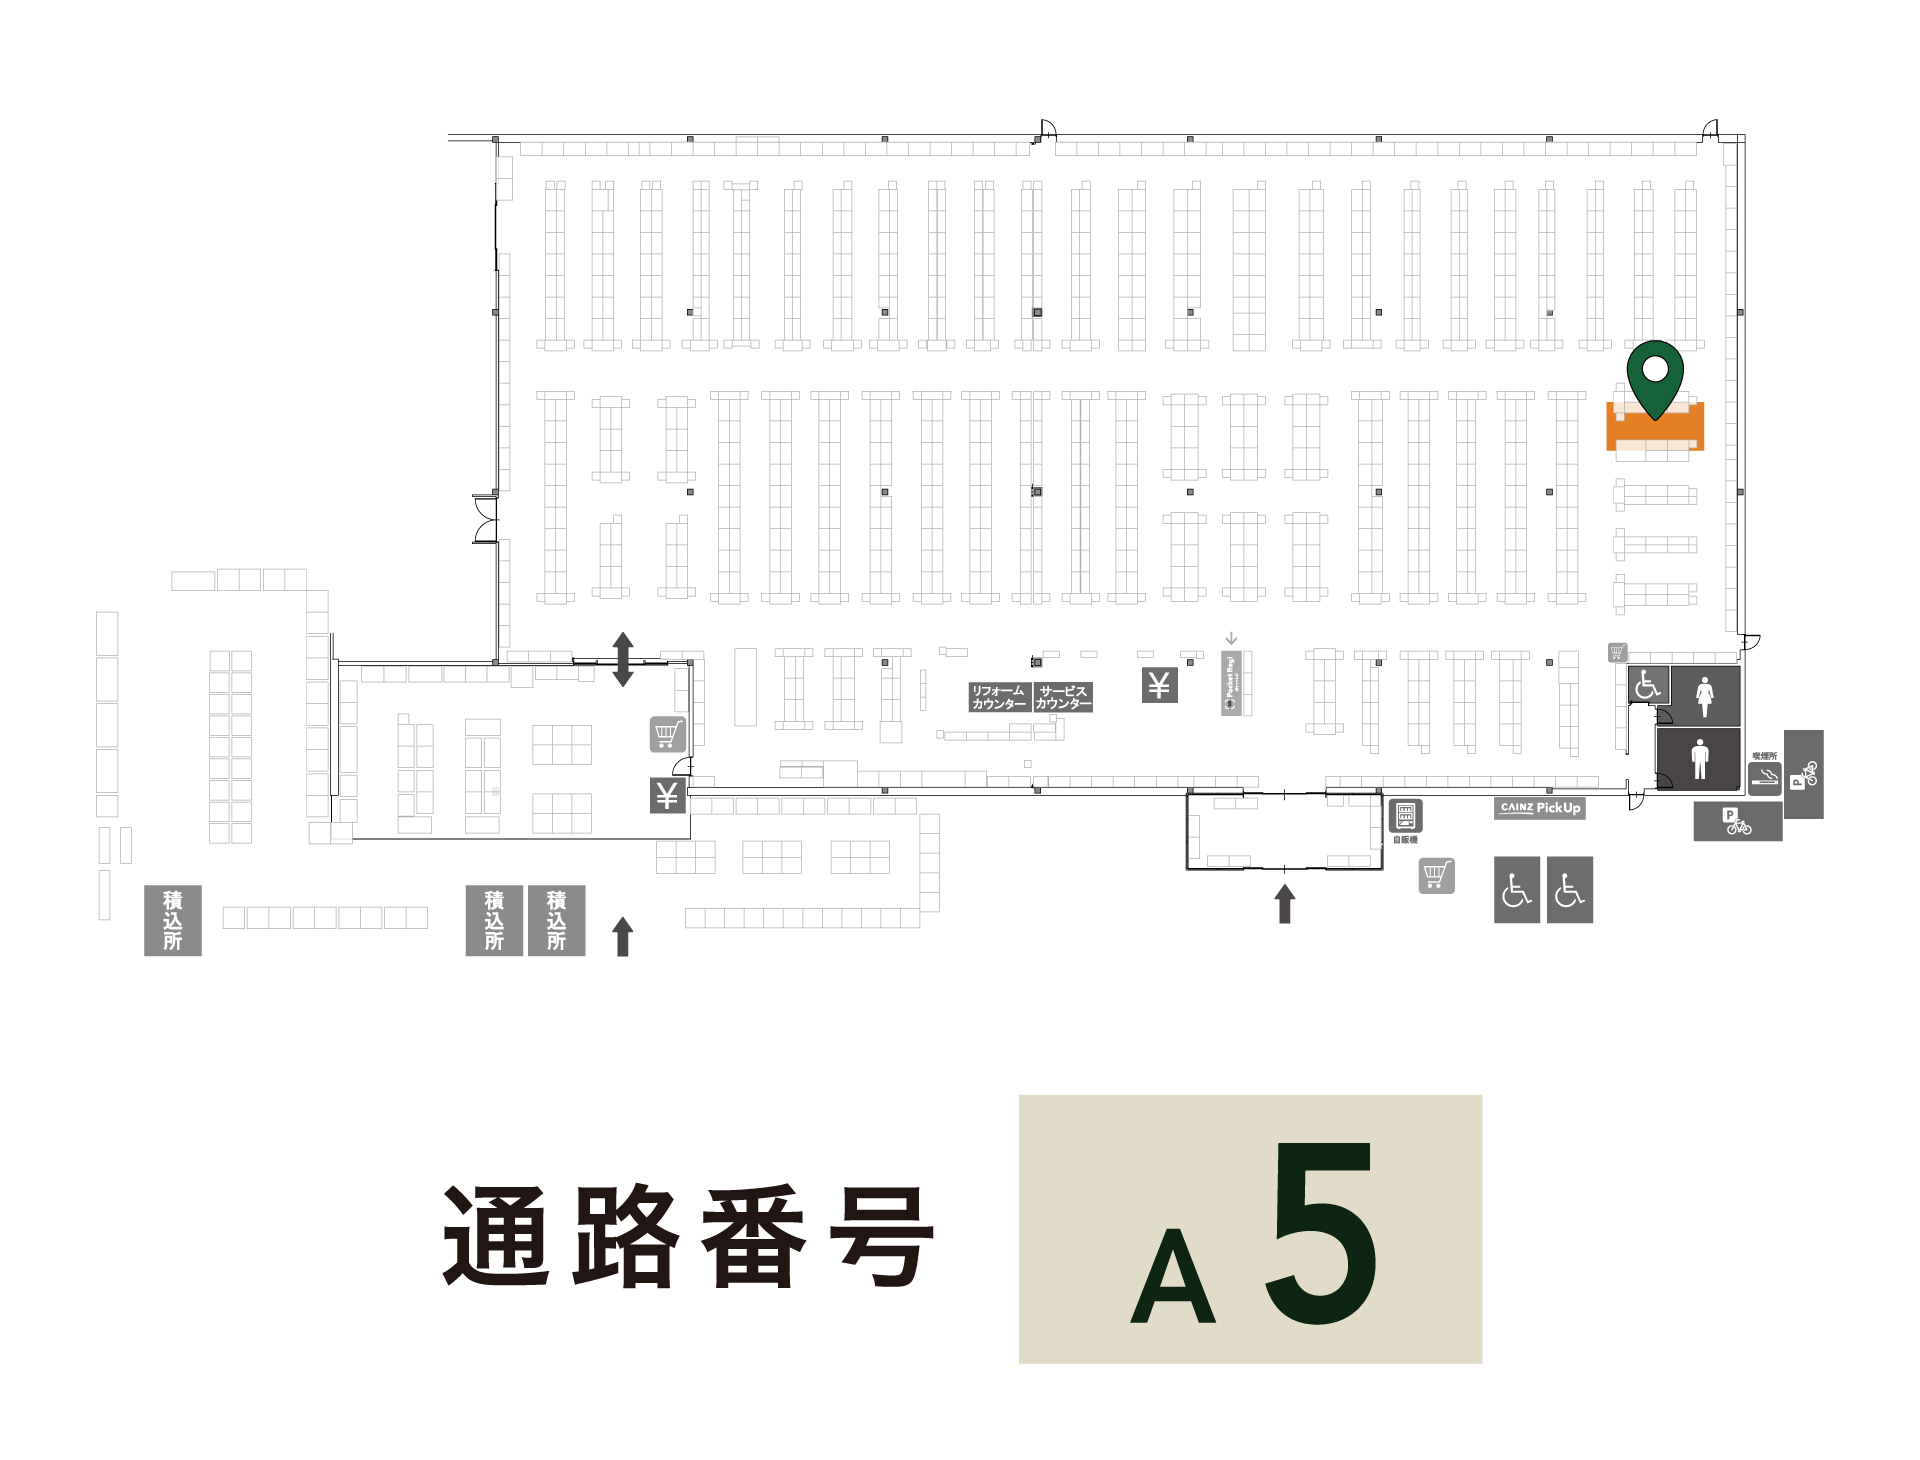 Pocket Regi
リフォーム
カウンター
サービス
カウンター
¥
¥
喫煙所
P
P
CAINZ PickUp
自販機
積込所
積込所
積込所
通路番号
A 5